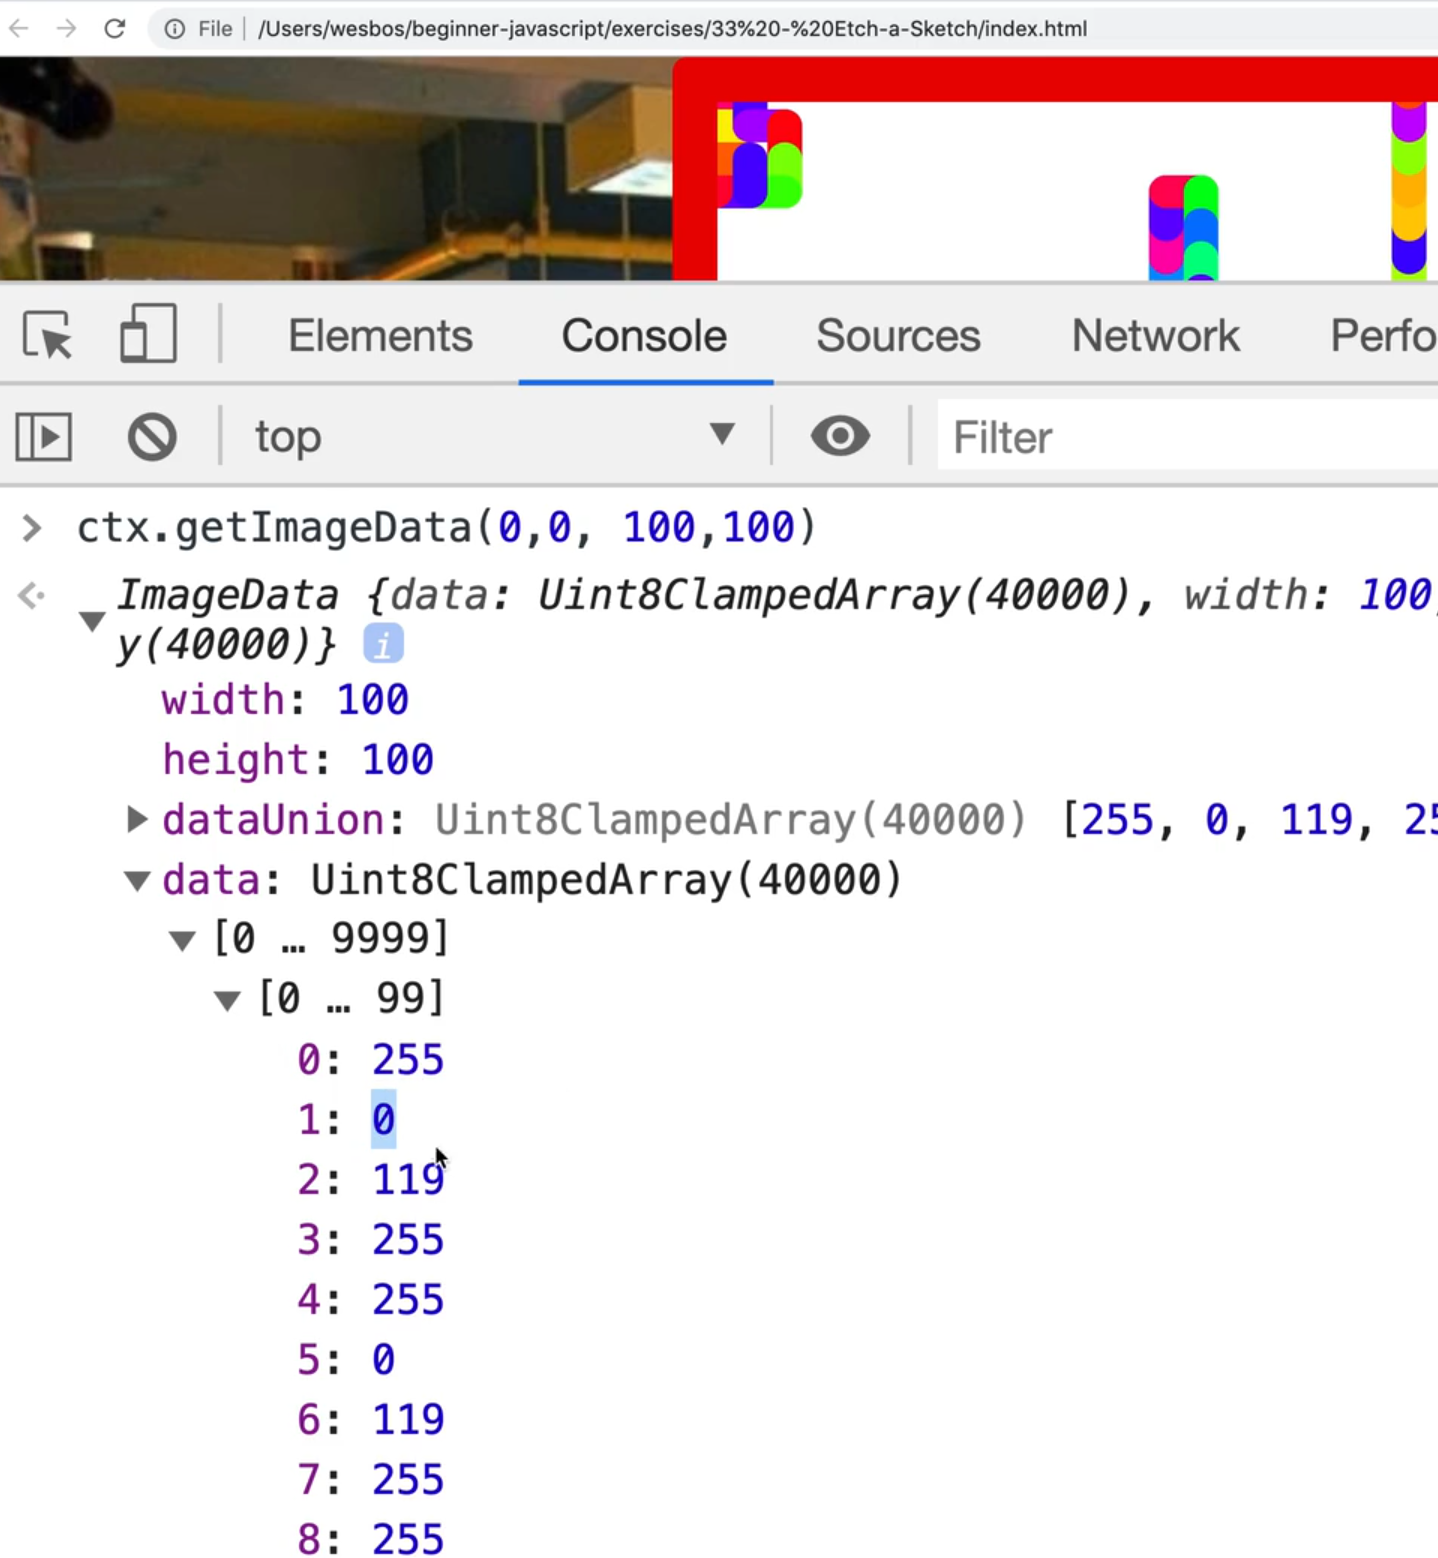 File /Users/wesbos/beginner-javascript/exercises/33%20-%20Etch-a-Sketch/index.html
Elements Console Sources Network Perfo
top Filter
ctx.getImageData(0,0, 100,100)
ImageData {data: Uint8ClampedArray(40000), width: 100,
y(40000)} i
width: 100
height: 100
dataUnion: Uint8ClampedArray(40000) [255, 0, 119, 25
data: Uint8ClampedArray(40000)
[0 … 9999]
[0 … 99]
0: 255
1: 0
2: 119
3: 255
4: 255
5: 0
6: 119
7: 255
8: 255